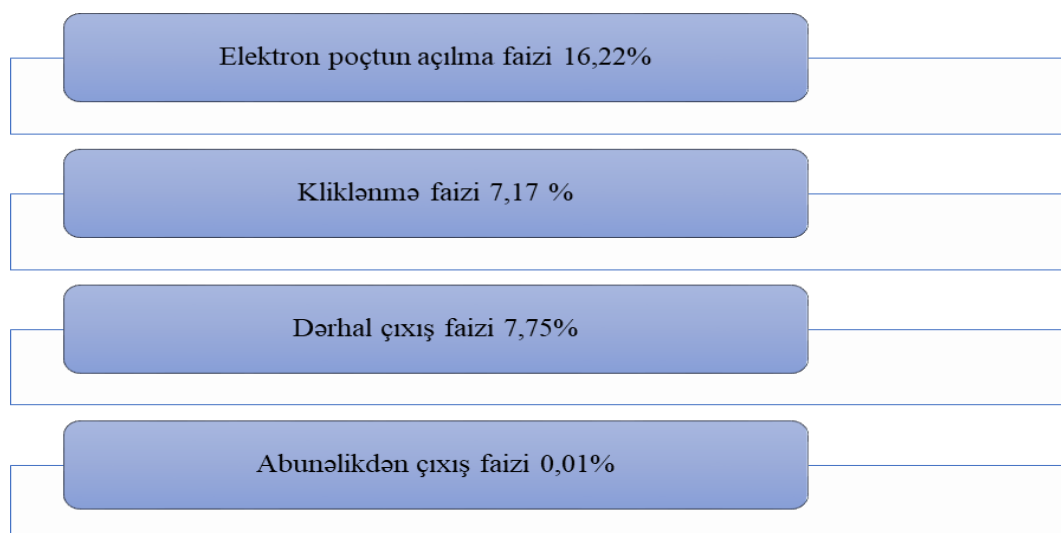 Elektron poçtun açılma faizi 16,22%
Kliklənmə faizi 7,17 %
Dərhal çıxış faizi 7,75%
Abunəlikdən çıxış faizi 0,01%